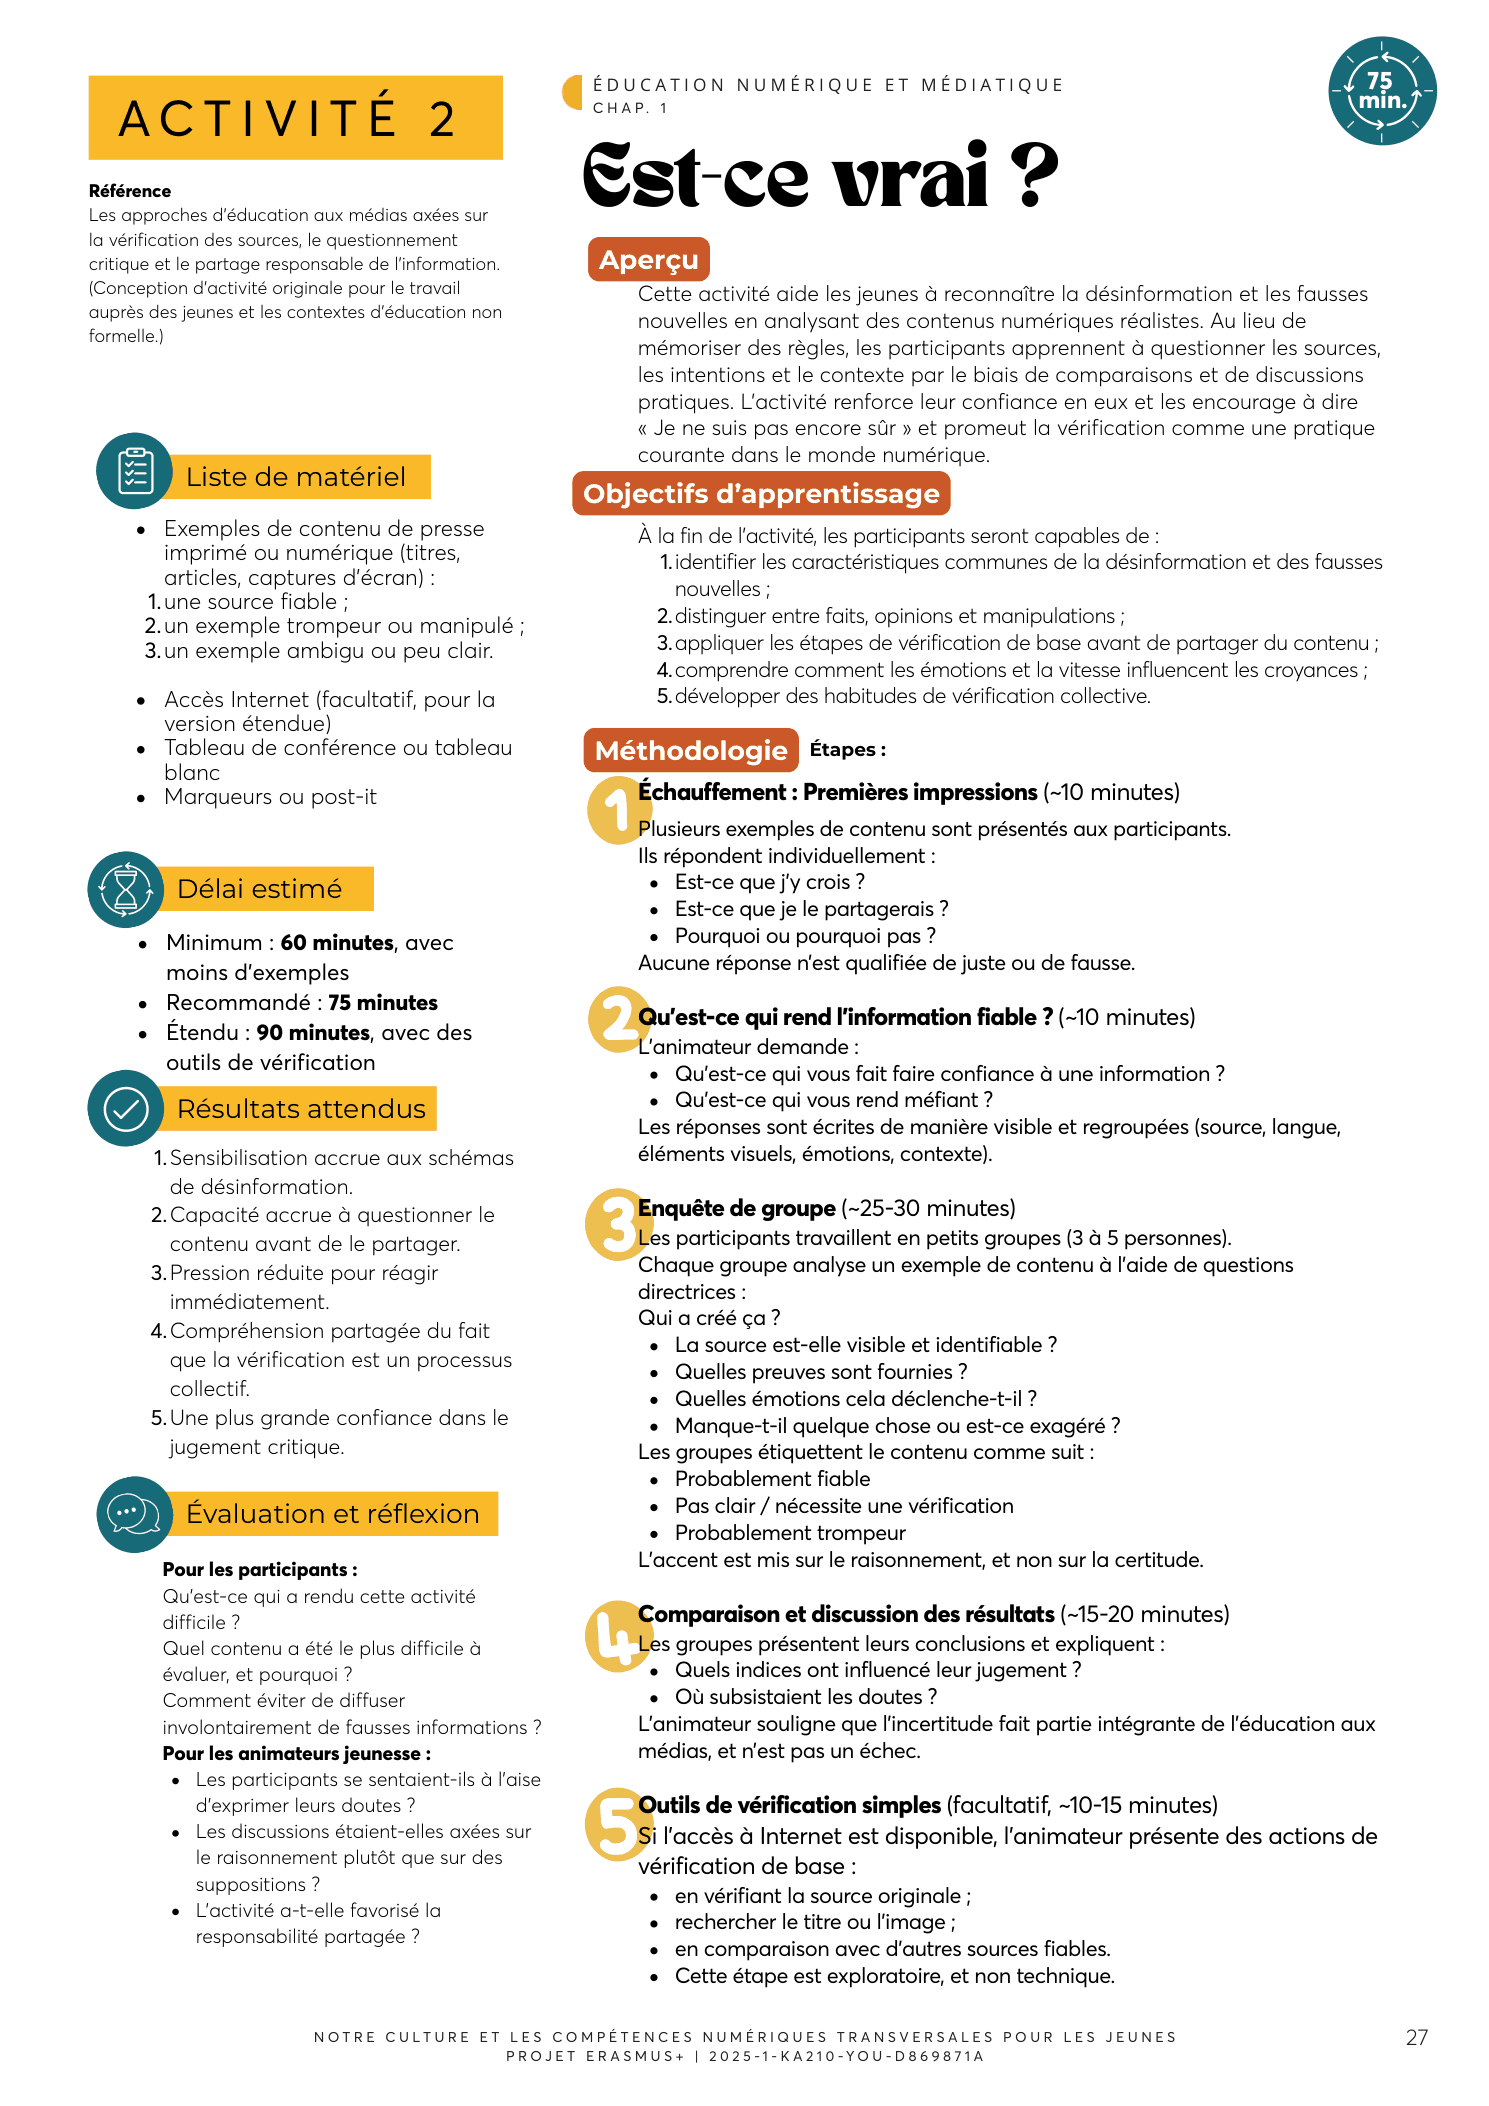 ACTIVITÉ 2
Référence
Les approches d'éducation aux médias axées sur
la vérification des sources, le questionnement
critique et le partage responsable de l'information.
(Conception d'activité originale pour le travail
auprès des jeunes et les contextes d'éducation non
formelle.)
Liste de matériel
• Exemples de contenu de presse
imprimé ou numérique (titres,
articles, captures d'écran) :
1. une source fiable ;
2. un exemple trompeur ou manipulé ;
3. un exemple ambigu ou peu clair.
• Accès Internet (facultatif, pour la
version étendue)
• Tableau de conférence ou tableau
blanc
• Marqueurs ou post-it
Délai estimé
• Minimum : 60 minutes, avec
moins d'exemples
• Recommandé : 75 minutes
• Étendu : 90 minutes, avec des
outils de vérification
Résultats attendus
1. Sensibilisation accrue aux schémas
de désinformation.
2. Capacité accrue à questionner le
contenu avant de le partager.
3. Pression réduite pour réagir
immédiatement.
4. Compréhension partagée du fait
que la vérification est un processus
collectif.
5. Une plus grande confiance dans le
jugement critique.
Évaluation et réflexion
Pour les participants :
Qu'est-ce qui a rendu cette activité
difficile ?
Quel contenu a été le plus difficile à
évaluer, et pourquoi ?
Comment éviter de diffuser
involontairement de fausses informations ?
Pour les animateurs jeunesse :
• Les participants se sentaient-ils à l'aise
d'exprimer leurs doutes ?
• Les discussions étaient-elles axées sur
le raisonnement plutôt que sur des
suppositions ?
• L'activité a-t-elle favorisé la
responsabilité partagée ?
ÉDUCATION NUMÉRIQUE ET MÉDIATIQUE
CHAP. 1
75
min.
Est-ce vrai ?
Aperçu
Cette activité aide les jeunes à reconnaître la désinformation et les fausses
nouvelles en analysant des contenus numériques réalistes. Au lieu de
mémoriser des règles, les participants apprennent à questionner les sources,
les intentions et le contexte par le biais de comparaisons et de discussions
pratiques. L'activité renforce leur confiance en eux et les encourage à dire
« Je ne suis pas encore sûr » et promeut la vérification comme une pratique
courante dans le monde numérique.
Objectifs d'apprentissage
À la fin de l'activité, les participants seront capables de :
1. identifier les caractéristiques communes de la désinformation et des fausses
nouvelles ;
2. distinguer entre faits, opinions et manipulations ;
3. appliquer les étapes de vérification de base avant de partager du contenu ;
4. comprendre comment les émotions et la vitesse influencent les croyances ;
5. développer des habitudes de vérification collective.
Méthodologie Étapes :
1 Échauffement : Premières impressions (~10 minutes)
Plusieurs exemples de contenu sont présentés aux participants.
Ils répondent individuellement :
• Est-ce que j'y crois ?
• Est-ce que je le partagerais ?
• Pourquoi ou pourquoi pas ?
Aucune réponse n'est qualifiée de juste ou de fausse.
2 Qu'est-ce qui rend l'information fiable ? (~10 minutes)
L'animateur demande :
• Qu'est-ce qui vous fait faire confiance à une information ?
• Qu'est-ce qui vous rend méfiant ?
Les réponses sont écrites de manière visible et regroupées (source, langue,
éléments visuels, émotions, contexte).
3 Enquête de groupe (~25-30 minutes)
Les participants travaillent en petits groupes (3 à 5 personnes).
Chaque groupe analyse un exemple de contenu à l'aide de questions
directrices :
Qui a créé ça ?
• La source est-elle visible et identifiable ?
• Quelles preuves sont fournies ?
• Quelles émotions cela déclenche-t-il ?
• Manque-t-il quelque chose ou est-ce exagéré ?
Les groupes étiquettent le contenu comme suit :
• Probablement fiable
• Pas clair / nécessite une vérification
• Probablement trompeur
L'accent est mis sur le raisonnement, et non sur la certitude.
4 Comparaison et discussion des résultats (~15-20 minutes)
Les groupes présentent leurs conclusions et expliquent :
• Quels indices ont influencé leur jugement ?
• Où subsistaient les doutes ?
L'animateur souligne que l'incertitude fait partie intégrante de l'éducation aux
médias, et n'est pas un échec.
5 Outils de vérification simples (facultatif, ~10-15 minutes)
Si l'accès à Internet est disponible, l'animateur présente des actions de
vérification de base :
• en vérifiant la source originale ;
• rechercher le titre ou l'image ;
• en comparaison avec d'autres sources fiables.
• Cette étape est exploratoire, et non technique.
NOTRE CULTURE ET LES COMPÉTENCES NUMÉRIQUES TRANSVERSALES POUR LES JEUNES
PROJET ERASMUS+ | 2025-1-KA210-YOU-D869871A
27